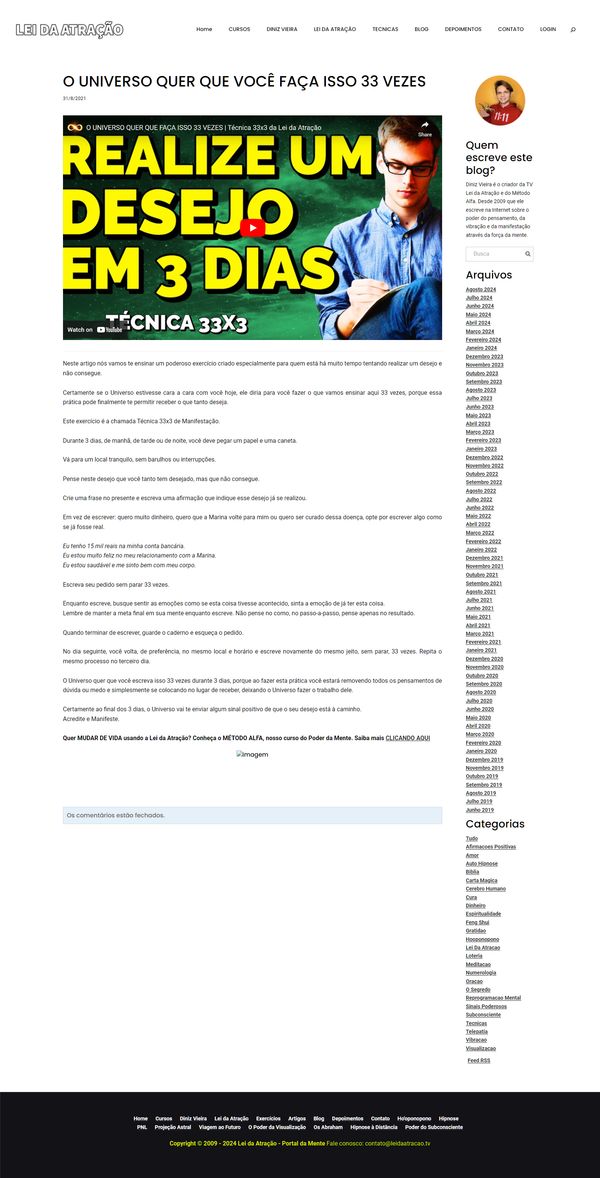 LEI DA ATRAÇÃO
Home CURSOS DINIZ VIEIRA LEI DA ATRAÇÃO TECNICAS BLOG DEPOIMENTOS CONTATO LOGIN
O UNIVERSO QUER QUE VOCÊ FAÇA ISSO 33 VEZES
31/8/2021
O UNIVERSO QUER QUE FAÇA ISSO 33 VEZES | Técnica 33x3 da Lei da Atração
Share
REALIZE UM
DESEJO
EM 3 DIAS
TÉCNICA 33X3
Watch on YouTube
Neste artigo nós vamos te ensinar um poderoso exercício criado especialmente para quem está há muito tempo tentando realizar um desejo e
não consegue.
Certamente se o Universo estivesse cara a cara com você hoje, ele diria para você fazer o que vamos ensinar aqui 33 vezes, porque essa
prática pode finalmente te permitir receber o que tanto deseja.
Este exercício é a chamada Técnica 33x3 de Manifestação.
Durante 3 dias, de manhã, de tarde ou de noite, você deve pegar um papel e uma caneta.
Vá para um local tranquilo, sem barulhos ou interrupções.
Pense neste desejo que você tanto tem desejado, mas que não consegue.
Crie uma frase no presente e escreva uma afirmação que indique esse desejo já se realizou.
Em vez de escrever: quero muito dinheiro, quero que a Marina volte para mim ou quero ser curado dessa doença, opte por escrever algo como
se já fosse real.
Eu tenho 15 mil reais na minha conta bancária.
Eu estou muito feliz no meu relacionamento com a Marina.
Eu estou saudável e me sinto bem com meu corpo.
Escreva seu pedido sem parar 33 vezes.
Enquanto escreve, busque sentir as emoções como se esta coisa tivesse acontecido, sinta a emoção de já ter esta coisa.
Lembre de manter a meta final em sua mente enquanto escreve. Não pense no como, no passo-a-passo, pense apenas no resultado.
Quando terminar de escrever, guarde o caderno e esqueça o pedido.
No dia seguinte, você volta, de preferência, no mesmo local e horário e escreve novamente do mesmo jeito, sem parar, 33 vezes. Repita o
mesmo processo no terceiro dia.
O Universo quer que você escreva isso 33 vezes durante 3 dias, porque ao fazer esta prática você estará removendo todos os pensamentos de
dúvida ou medo e simplesmente se colocando no lugar de receber, deixando o Universo fazer o trabalho dele.
Certamente ao final dos 3 dias, o Universo vai te enviar algum sinal positivo de que o seu desejo está à caminho.
Acredite e Manifeste.
Quer MUDAR DE VIDA usando a Lei da Atração? Conheça o MÉTODO ALFA, nosso curso do Poder da Mente. Saiba mais CLICANDO AQUI
Imagem
Os comentários estão fechados.
11:11
Quem
escreve este
blog?
Diniz Vieira é o criador da TV
Lei da Atração e do Método
Alfa. Desde 2009 que ele
escreve na Internet sobre o
poder do pensamento, da
vibração e da manifestação
através da força da mente.
Busca
Arquivos
Agosto 2024
Julho 2024
Junho 2024
Maio 2024
Abril 2024
Março 2024
Fevereiro 2024
Janeiro 2024
Dezembro 2023
Novembro 2023
Outubro 2023
Setembro 2023
Agosto 2023
Julho 2023
Junho 2023
Maio 2023
Abril 2023
Março 2023
Fevereiro 2023
Janeiro 2023
Dezembro 2022
Novembro 2022
Outubro 2022
Setembro 2022
Agosto 2022
Julho 2022
Junho 2022
Maio 2022
Abril 2022
Março 2022
Fevereiro 2022
Janeiro 2022
Dezembro 2021
Novembro 2021
Outubro 2021
Setembro 2021
Agosto 2021
Julho 2021
Junho 2021
Maio 2021
Abril 2021
Março 2021
Fevereiro 2021
Janeiro 2021
Dezembro 2020
Novembro 2020
Outubro 2020
Setembro 2020
Agosto 2020
Julho 2020
Junho 2020
Maio 2020
Abril 2020
Março 2020
Fevereiro 2020
Janeiro 2020
Dezembro 2019
Novembro 2019
Outubro 2019
Setembro 2019
Agosto 2019
Julho 2019
Junho 2019
Categorias
Tudo
Afirmacoes Positivas
Amor
Auto Hipnose
Biblia
Carta Magica
Cerebro Humano
Cura
Dinheiro
Espiritualidade
Feng Shui
Gratidao
Hooponopono
Lei Da Atracao
Loteria
Meditacao
Numerologia
Oracao
O Segredo
Reprogramacao Mental
Sinais Poderosos
Subconsciente
Tecnicas
Telepatia
Vibracao
Visualizacao
Feed RSS
Home Cursos Diniz Vieira Lei da Atração Exercícios Artigos Blog Depoimentos Contato Ho'oponopono Hipnose
PNL Projeção Astral Viagem ao Futuro O Poder da Visualização Os Abraham Hipnose à Distância Poder do Subconsciente
Copyright © 2009 - 2024 Lei da Atração - Portal da Mente Fale conosco: contato@leidaatracao.tv